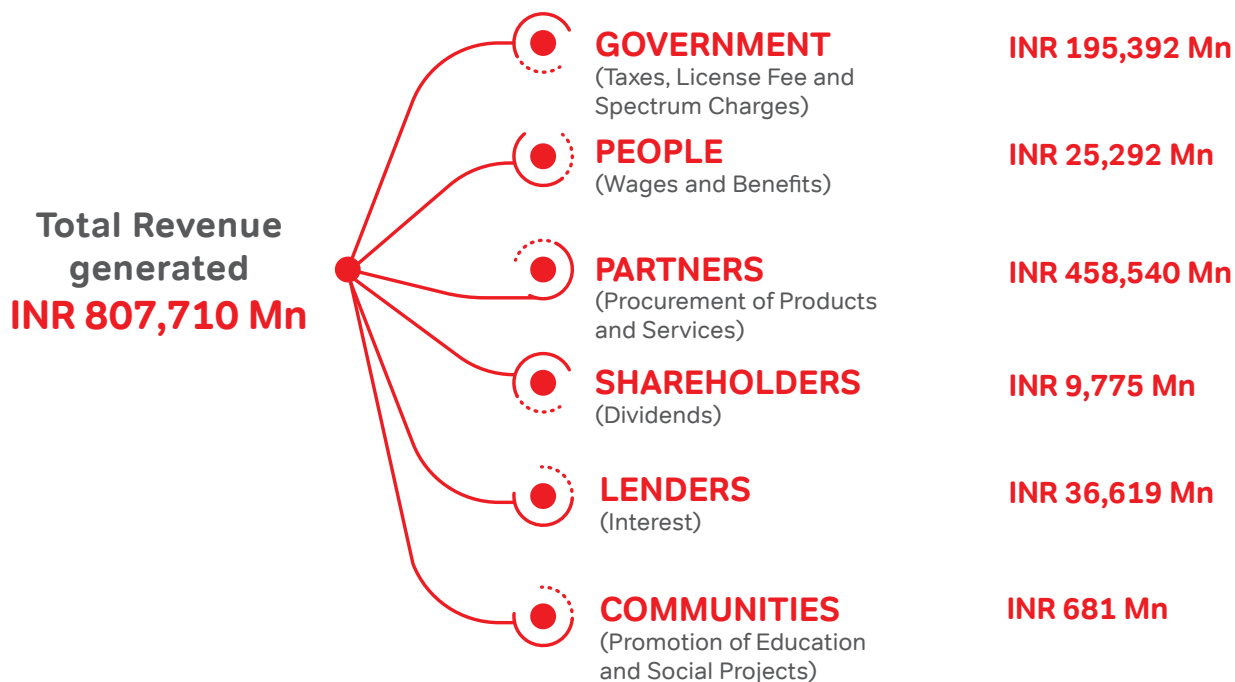 Total Revenue
generated
INR 807,710 Mn
GOVERNMENT
(Taxes, License Fee and
Spectrum Charges)
INR 195,392 Mn
PEOPLE
(Wages and Benefits)
INR 25,292 Mn
PARTNERS
(Procurement of Products
and Services)
INR 458,540 Mn
SHAREHOLDERS
(Dividends)
INR 9,775 Mn
LENDERS
(Interest)
INR 36,619 Mn
COMMUNITIES
(Promotion of Education
and Social Projects)
INR 681 Mn